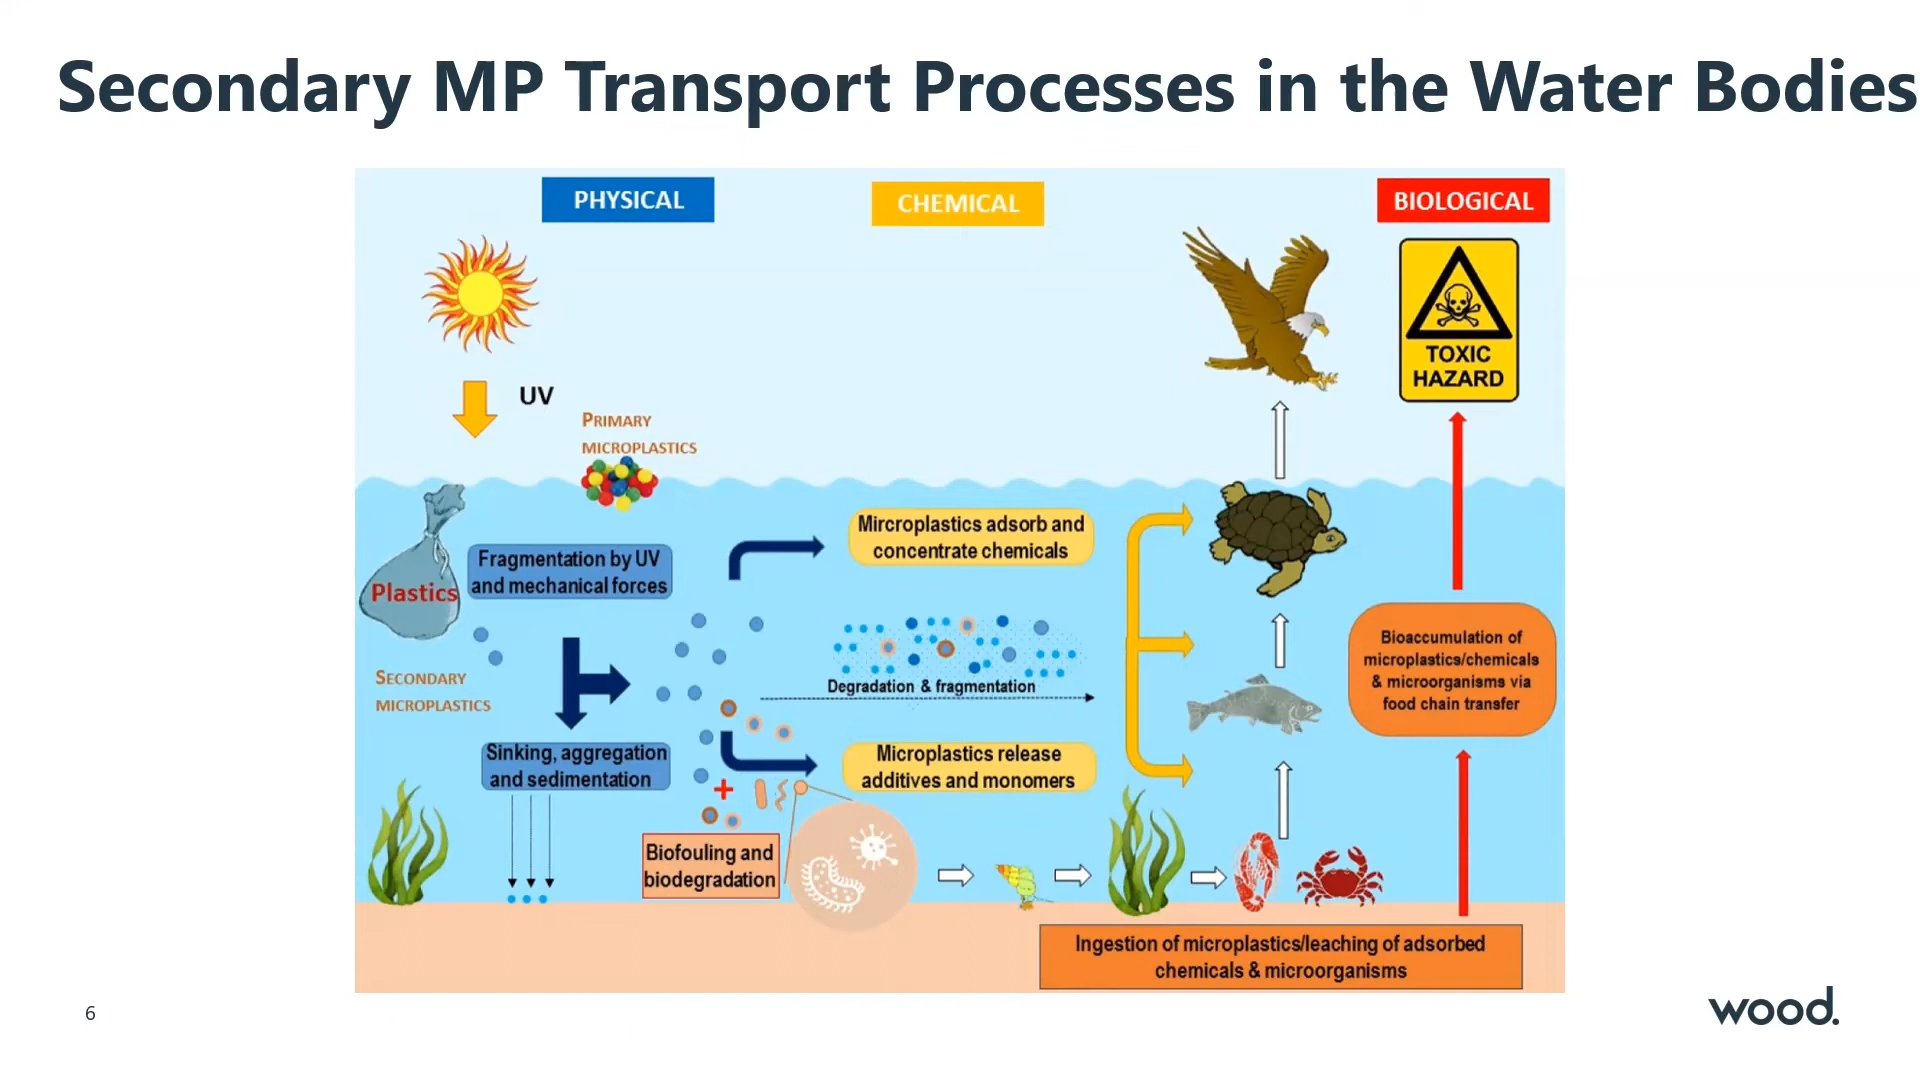 Secondary MP Transport Processes in the Water Bodies
PHYSICAL
CHEMICAL
BIOLOGICAL
TOXIC
HAZARD
UV
PRIMARY
MICROPLASTICS
Plastics
Fragmentation by UV
and mechanical forces
Mircroplastics adsorb and
concentrate chemicals
SECONDARY
MICROPLASTICS
Degradation & fragmentation
Bioaccumulation of
microplastics/chemicals
& microorganisms via
food chain transfer
Sinking, aggregation
and sedimentation
Microplastics release
additives and monomers
+
Biofouling and
biodegradation
Ingestion of microplastics/leaching of adsorbed
chemicals & microorganisms
6
wood.